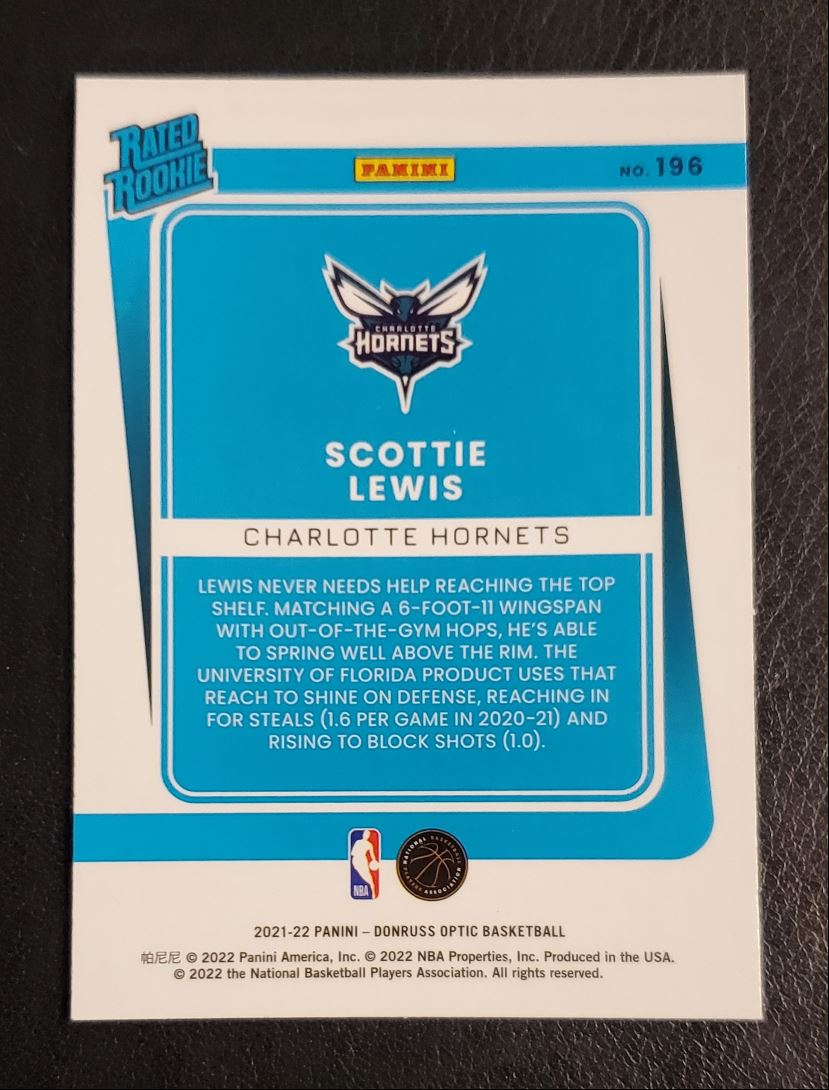 RATED
ROOKIE
PANINI
NO. 196
CHARLOTTE
HORNETS
SCOTTIE
LEWIS
CHARLOTTE HORNETS
LEWIS NEVER NEEDS HELP REACHING THE TOP
SHELF. MATCHING A 6-FOOT-11 WINGSPAN
WITH OUT-OF-THE-GYM HOPS, HE'S ABLE
TO SPRING WELL ABOVE THE RIM. THE
UNIVERSITY OF FLORIDA PRODUCT USES THAT
REACH TO SHINE ON DEFENSE, REACHING IN
FOR STEALS (1.6 PER GAME IN 2020-21) AND
RISING TO BLOCK SHOTS (1.0).
NBA
NATIONAL BASKETBALL
PLAYERS ASSOCIATION
2021-22 PANINI – DONRUSS OPTIC BASKETBALL
帕尼尼 © 2022 Panini America, Inc. © 2022 NBA Properties, Inc. Produced in the USA.
© 2022 the National Basketball Players Association. All rights reserved.